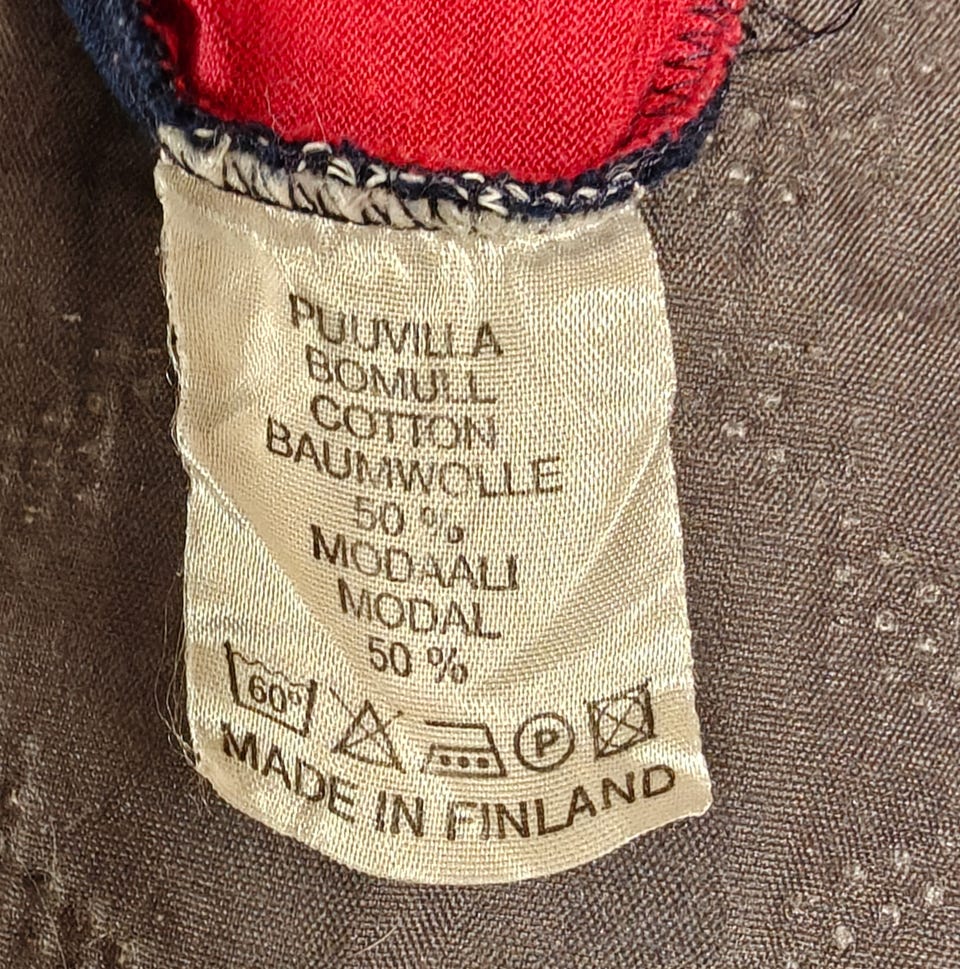 PUUVILLA
BOMULL
COTTON
BAUMWOLLE
50 %
MODAALI
MODAL
50 %
60° P
MADE IN FINLAND